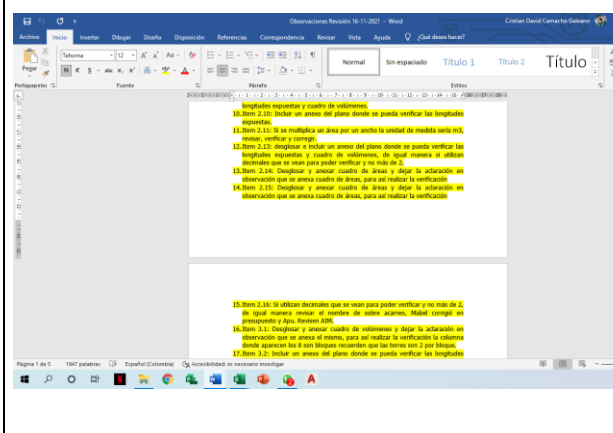 Observaciones Revisión 16-11-2021 - Word
Cristian David Camacho Galeano
Archivo Inicio Insertar Dibujar Diseño Disposición Referencias Correspondencia Revisar Vista Ayuda ¿Qué desea hacer?
Pegar
Tahoma 12
N K S
Normal Sin espaciado Título 1 Título 2 Título
Portapapeles Fuente Párrafo Estilos
longitudes expuestas y cuadro de volúmenes.
10.Item 2.10: Incluir un anexo del plano donde se pueda verificar las longitudes
expuestas.
11.Item 2.11: Si se multiplica un área por un ancho la unidad de medida sería m3,
revisar, verificar y corregir.
12.Item 2.13: desglosar e incluir un anexo del plano donde se pueda verificar las
longitudes expuestas y cuadro de volúmenes, de igual manera si utilizan
decimales que se vean para poder verificar y no más de 2.
13.Item 2.14: Desglosar y anexar cuadro de áreas y dejar la aclaración en
observación que se anexa cuadro de áreas, para así realizar la verificación
14.Item 2.15: Desglosar y anexar cuadro de áreas y dejar la aclaración en
observación que se anexa cuadro de áreas, para así realizar la verificación
15.Item 2.16: Si utilizan decimales que se vean para poder verificar y no más de 2,
de igual manera revisar el nombre de sobre acarreo, Mabel corrigió en
presupuesto y Apu. Revisen AIM.
16.Item 3.1: Desglosar y anexar cuadro de volúmenes y dejar la aclaración en
observación que se anexa el mismo, para así realizar la verificación la columna
donde aparecen los 8 son bloques recuerden que las torres son 2 por bloque.
17.Item 3.2: Incluir un anexo del plano donde se pueda verificar las longitudes
Página 1 de 5 1847 palabras Español (Colombia) Accesibilidad: es necesario investigar